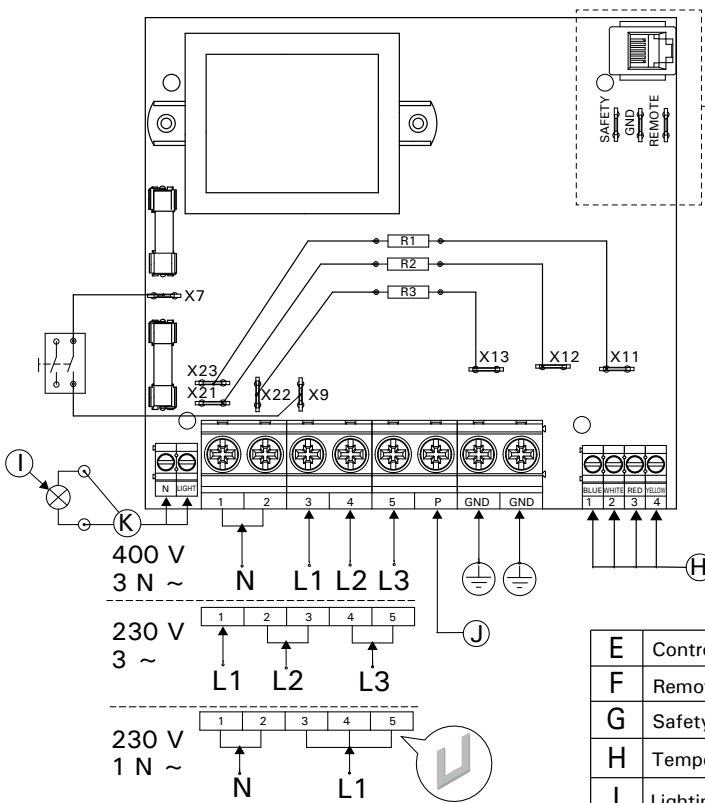 SAFETY
GND
REMOTE
R1
R2
R3
X7
X23
X21
X22
X9
X13
X12
X11
I
K
N
LIGHT
1
2
3
4
5
P
GND
GND
BLUE
WHITE
RED
YELLOW
1
2
3
4
H
400 V
3 N ~
N
L1
L2
L3
J
230 V
3 ~
1
2
3
4
5
L1
L2
L3
230 V
1 N ~
1
2
3
4
5
N
L1
E
F
G
H
I Lighting